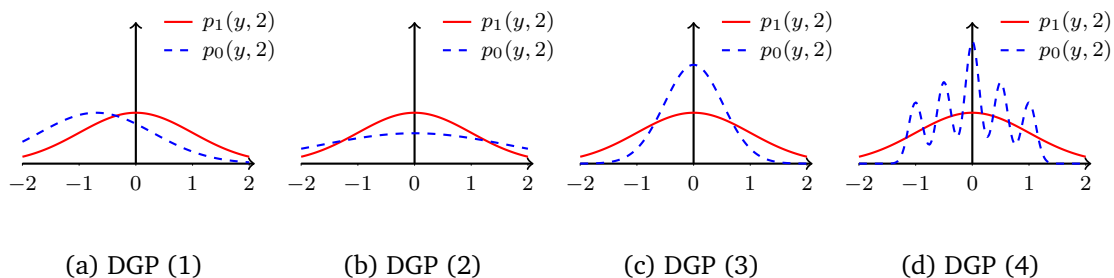 p₁(y, 2) p₁(y, 2) p₁(y, 2) p₁(y, 2)
p₀(y, 2) p₀(y, 2) p₀(y, 2) p₀(y, 2)
−2 −1 0 1 2 −2 −1 0 1 2 −2 −1 0 1 2 −2 −1 0 1 2
(a) DGP (1) (b) DGP (2) (c) DGP (3) (d) DGP (4)